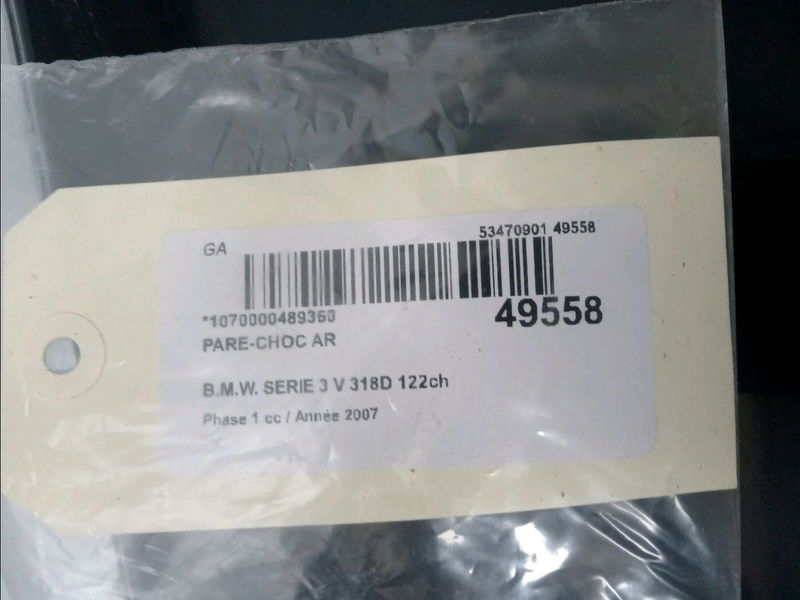 GA
53470901 49558
*1070000489360
49558
PARE-CHOC AR
B.M.W. SERIE 3 V 318D 122ch
Phase 1 cc / Année 2007